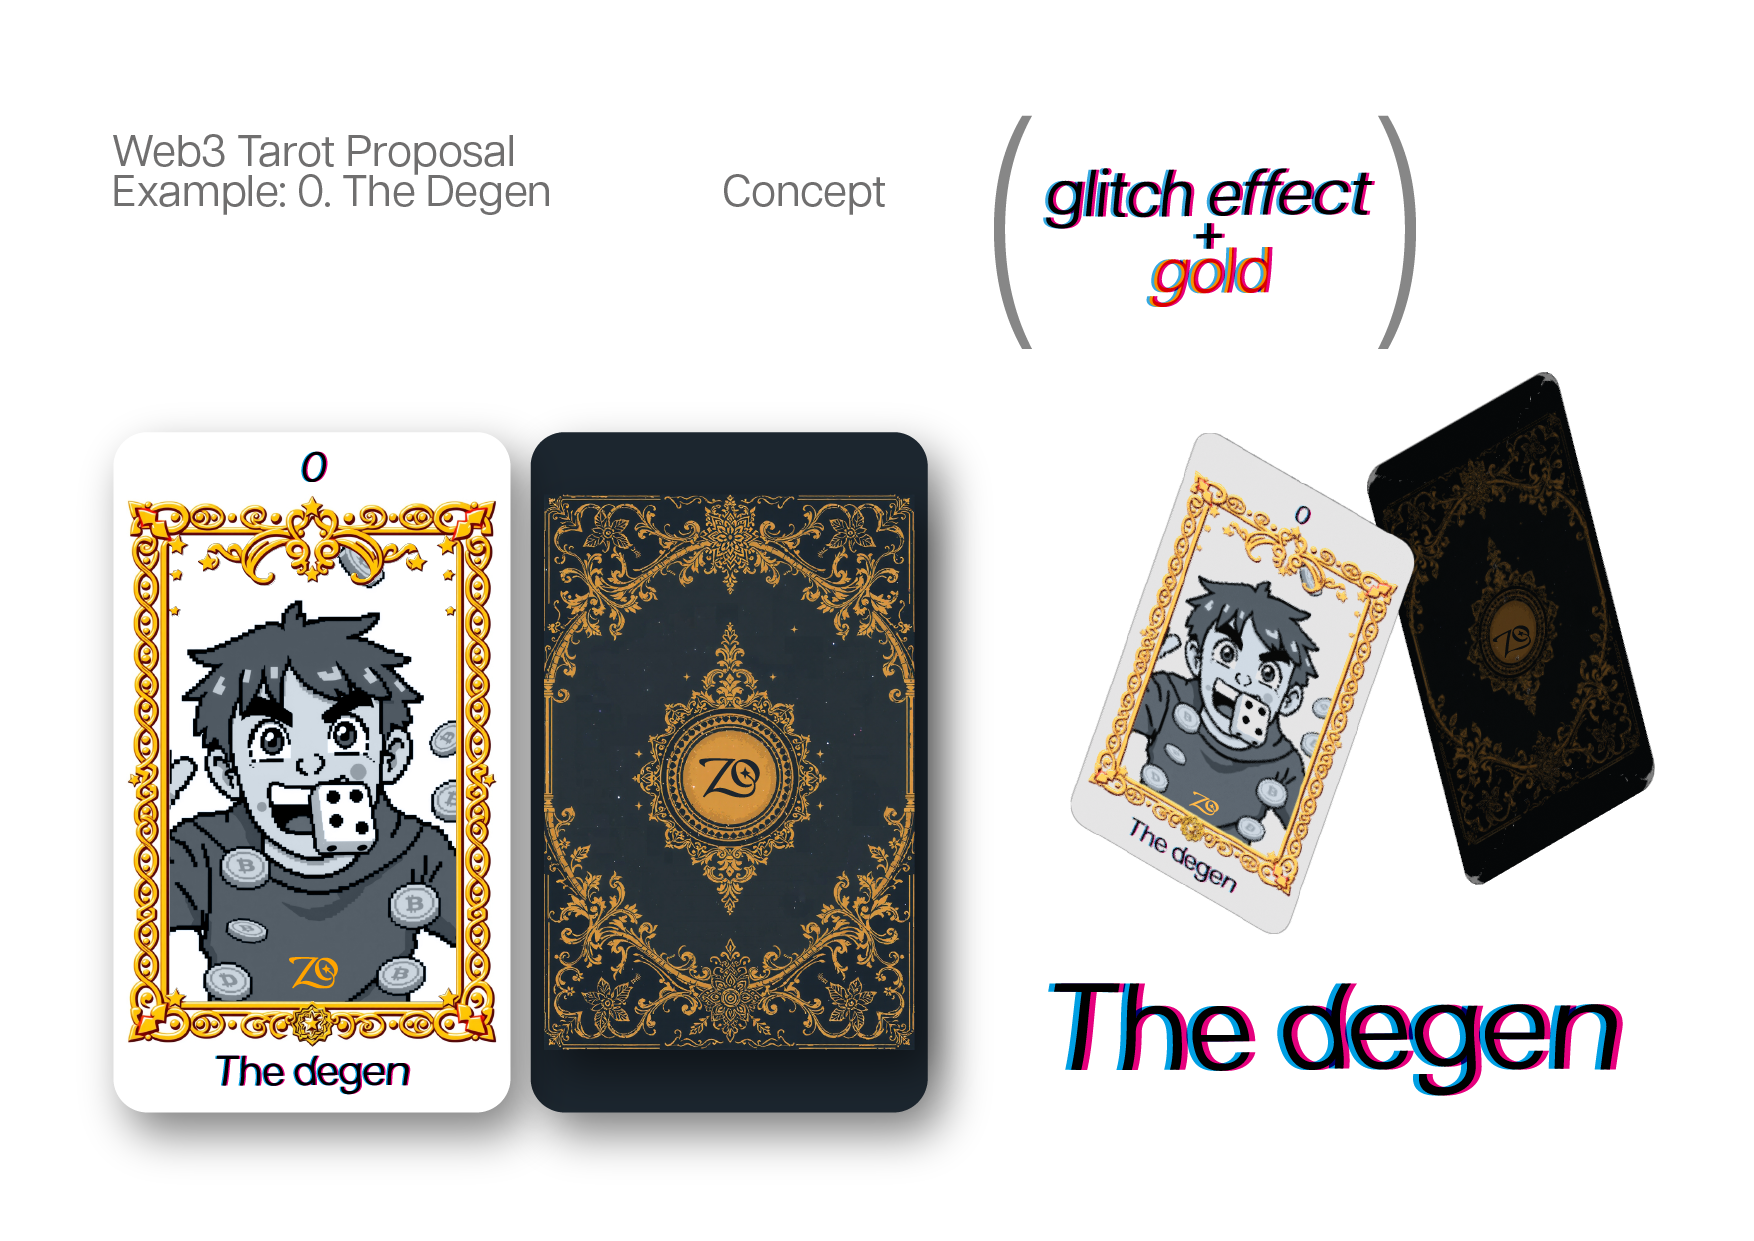 Web3 Tarot Proposal
Example: 0. The Degen
Concept
glitch effect
+
gold
0
The degen
ZO
ZO
0
The degen
ZO
ZO
The degen